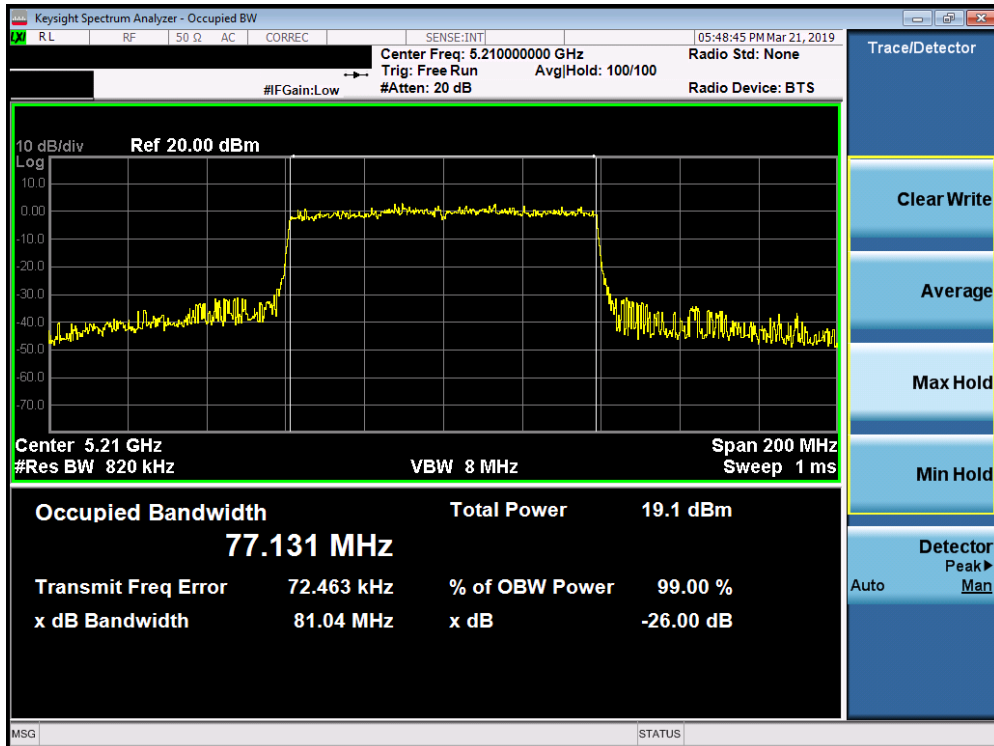 Keysight Spectrum Analyzer - Occupied BW
LXI RL RF 50 Ω AC CORREC SENSE:INT 05:48:45 PM Mar 21, 2019
Center Freq: 5.210000000 GHz Radio Std: None
Trig: Free Run Avg|Hold: 100/100
#IFGain:Low #Atten: 20 dB Radio Device: BTS
Trace/Detector
10 dB/div Ref 20.00 dBm
Log
10.0
0.00
-10.0
-20.0
-30.0
-40.0
-50.0
-60.0
-70.0
Center 5.21 GHz Span 200 MHz
#Res BW 820 kHz VBW 8 MHz Sweep 1 ms
Occupied Bandwidth Total Power 19.1 dBm
77.131 MHz
Transmit Freq Error 72.463 kHz % of OBW Power 99.00 %
x dB Bandwidth 81.04 MHz x dB -26.00 dB
Clear Write
Average
Max Hold
Min Hold
Detector
Peak▶
Auto Man
MSG STATUS